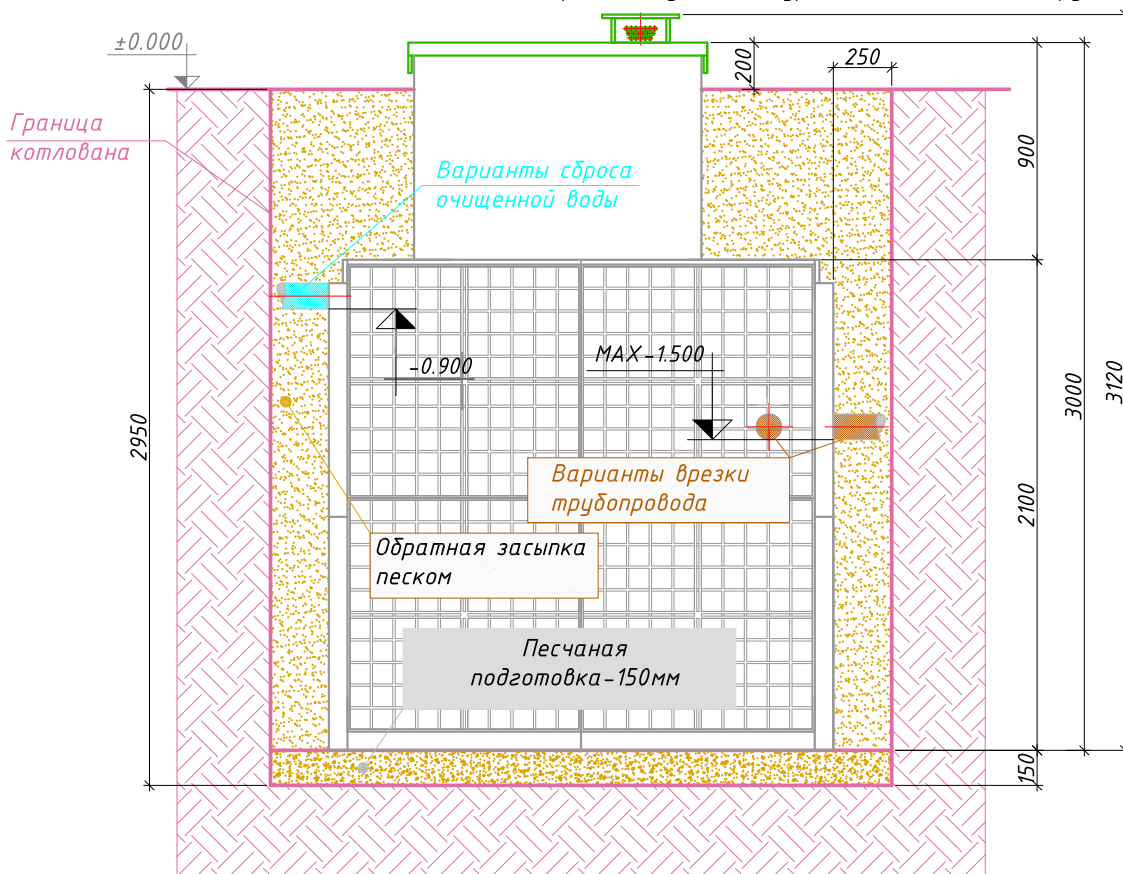 ±0.000
200
250
Граница
котлована
900
Варианты сброса
очищенной воды
-0.900
MAX-1.500
3120
3000
2950
Варианты врезки
трубопровода
2100
Обратная засыпка
песком
Песчаная
подготовка-150мм
150